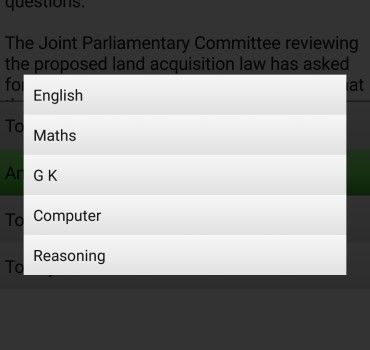 questions.
The Joint Parliamentary Committee reviewing
the proposed land acquisition law has asked
English
Maths
G K
Computer
Reasoning